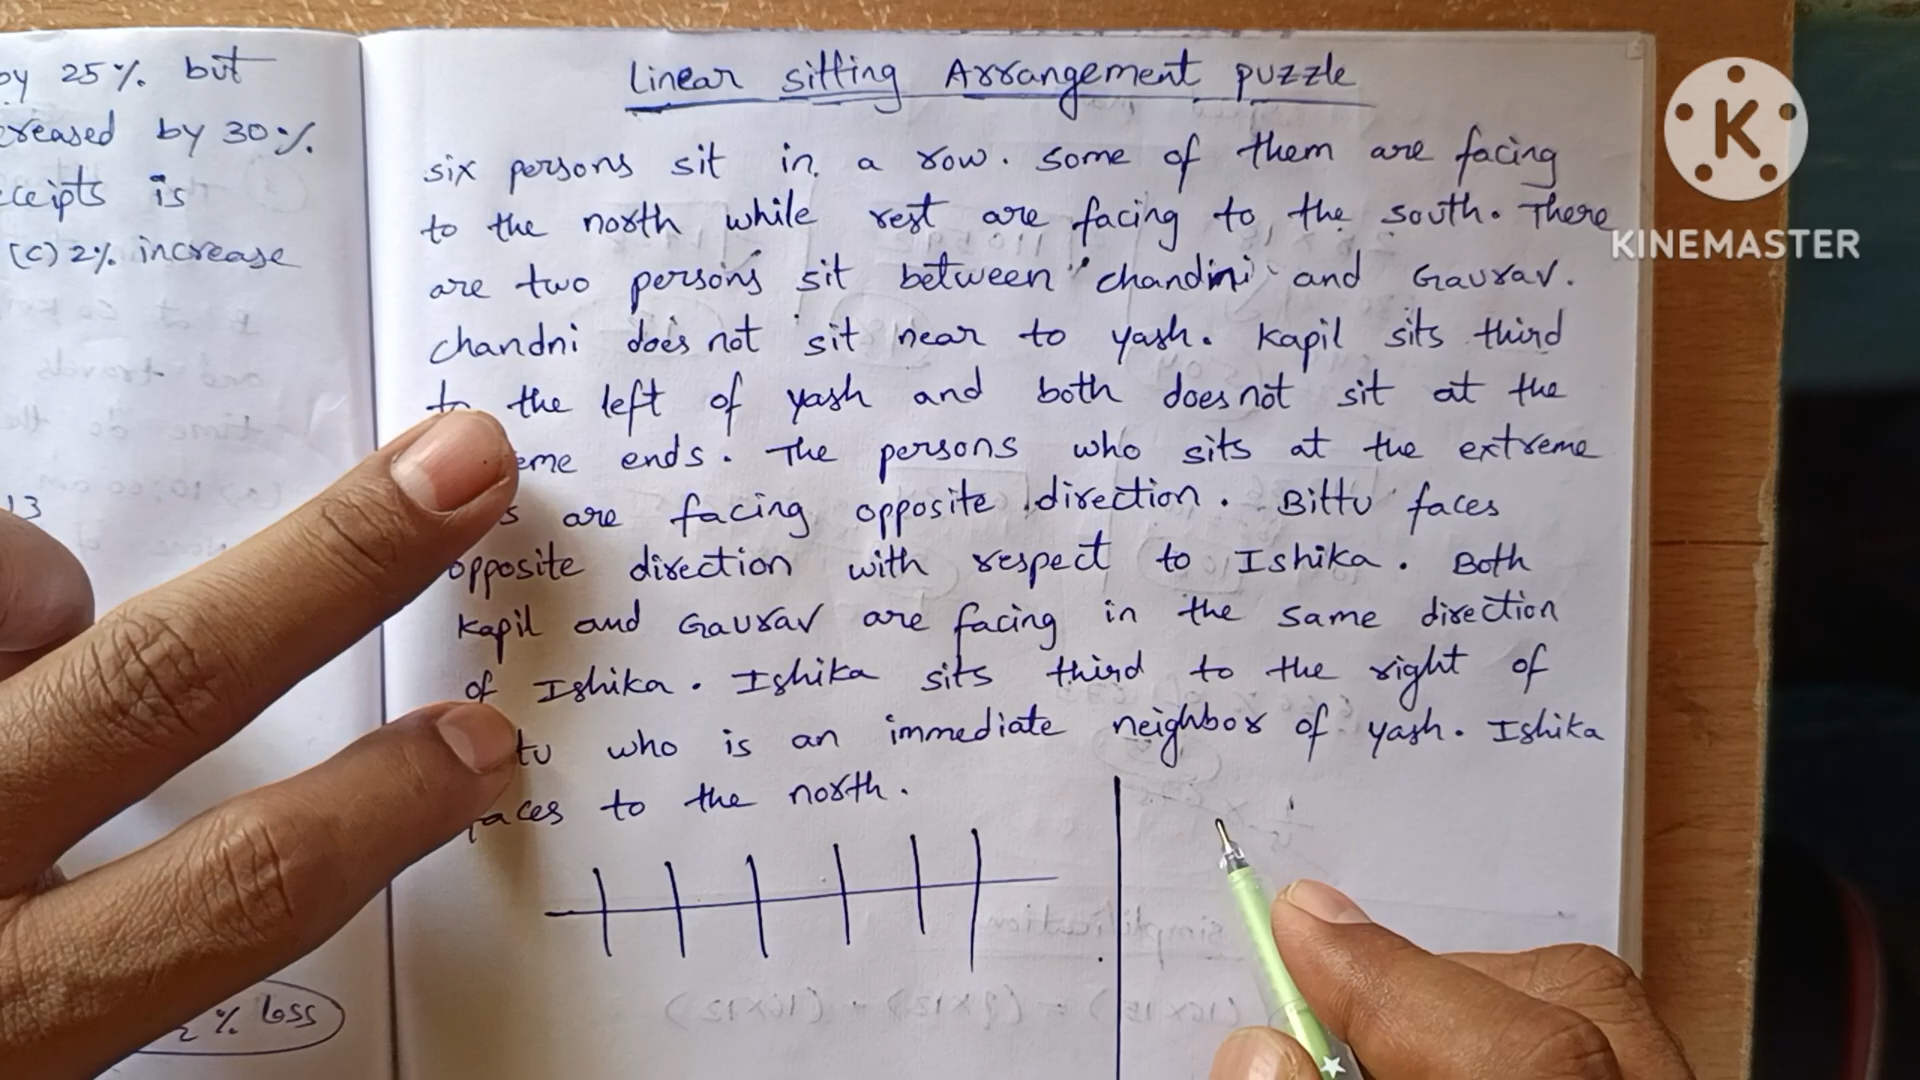 by 25% but
creased by 30%.
ceipts is
(c) 2% increase
13
% loss
Linear sitting Arrangement puzzle
six persons sit in a row. some of them are facing
to the north while rest are facing to the south. There
are two persons sit between chandini and Gaurav.
chandni does not sit near to yash. Kapil sits third
to the left of yash and both does not sit at the
eme ends. The persons who sits at the extreme
s are facing opposite direction. Bittu faces
opposite direction with respect to Ishika. Both
Kapil and Gaurav are facing in the same direction
of Ishika. Ishika sits third to the right of
tu who is an immediate neighbor of yash. Ishika
faces to the north.
K
KINEMASTER